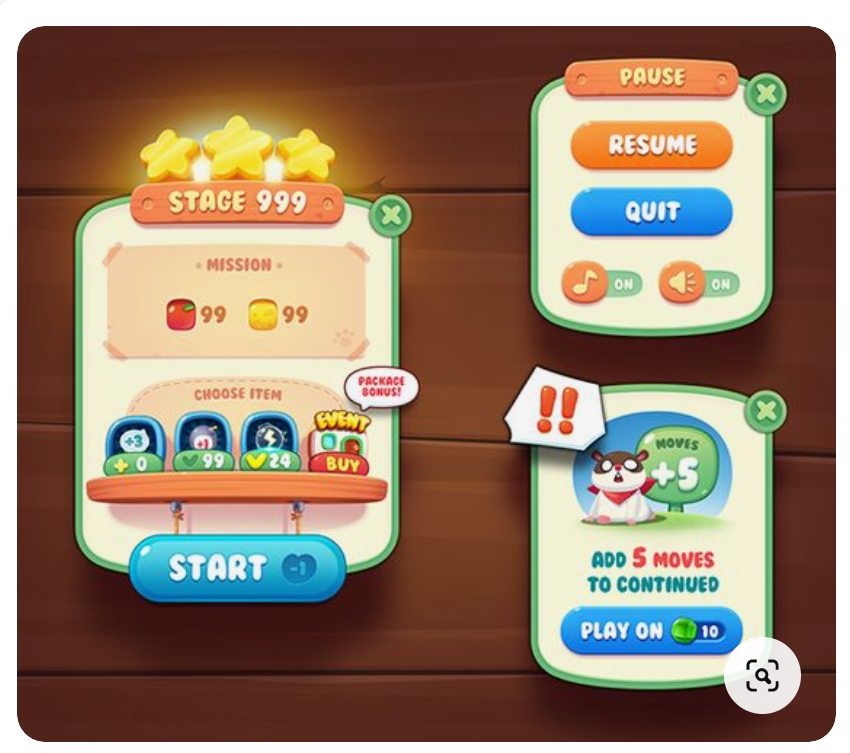 STAGE 999
MISSION
99 99
CHOOSE ITEM
PACKAGE
BONUS!
+3 +1 EVENT
+ 0 99 24 BUY
START -1
PAUSE
RESUME
QUIT
ON ON
!!
MOVES
+5
ADD 5 MOVES
TO CONTINUED
PLAY ON 10